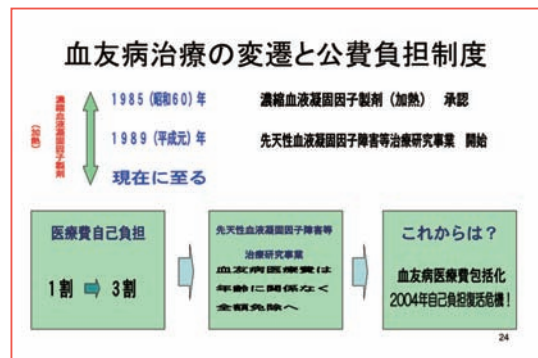 血友病治療の変遷と公費負担制度
濃縮血液凝固因子製剤
(加熱)
1985(昭和60)年 濃縮血液凝固因子製剤(加熱) 承認
1989(平成元)年 先天性血液凝固因子障害等治療研究事業 開始
現在に至る
医療費自己負担
1割 ➡ 3割
先天性血液凝固因子障害等
治療研究事業
血友病医療費は
年齢に関係なく
全額免除へ
これからは?
血友病医療費包括化
2004年自己負担復活危機!
24